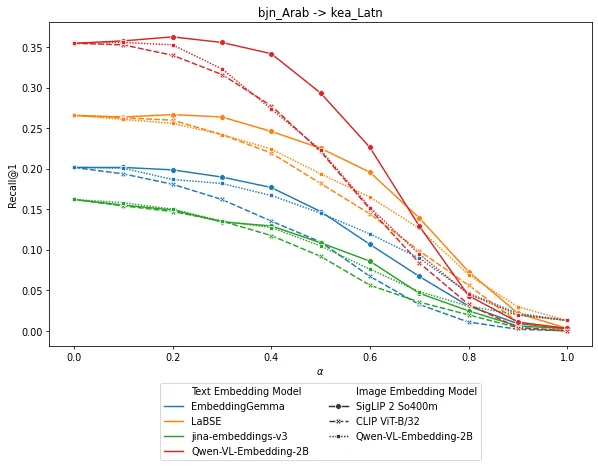 bjn_Arab -> kea_Latn
Recall@1
0.35
0.30
0.25
0.20
0.15
0.10
0.05
0.00
0.0 0.2 0.4 0.6 0.8 1.0
α
Text Embedding Model Image Embedding Model
EmbeddingGemma SigLIP 2 So400m
LaBSE CLIP ViT-B/32
jina-embeddings-v3 Qwen-VL-Embedding-2B
Qwen-VL-Embedding-2B